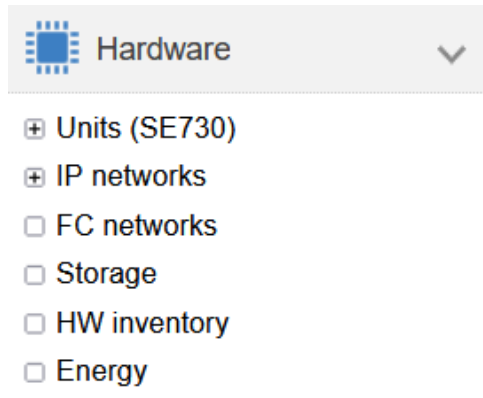 Hardware
Units (SE730)
IP networks
FC networks
Storage
HW inventory
Energy